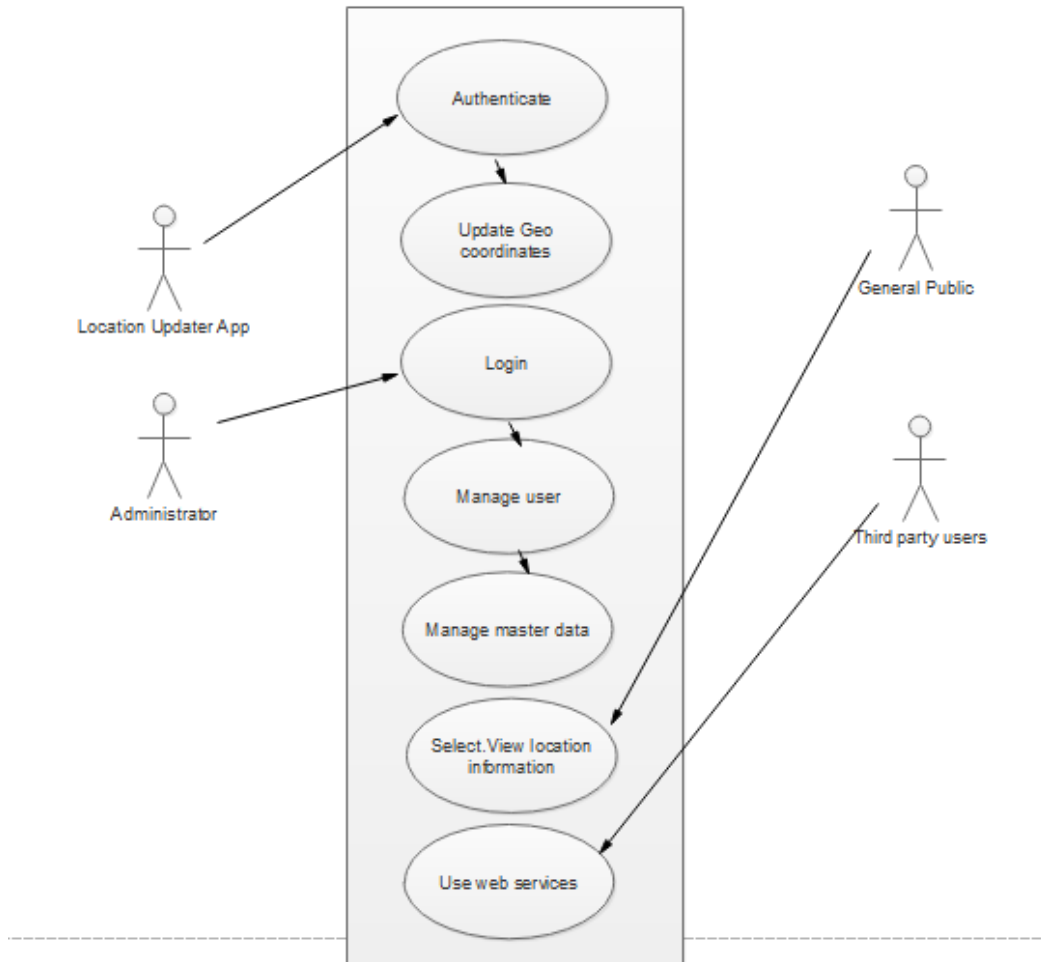 Authenticate
Update Geo
coordinates
Location Updater App
General Public
Login
Administrator
Manage user
Third party users
Manage master data
Select.View location
information
Use web services